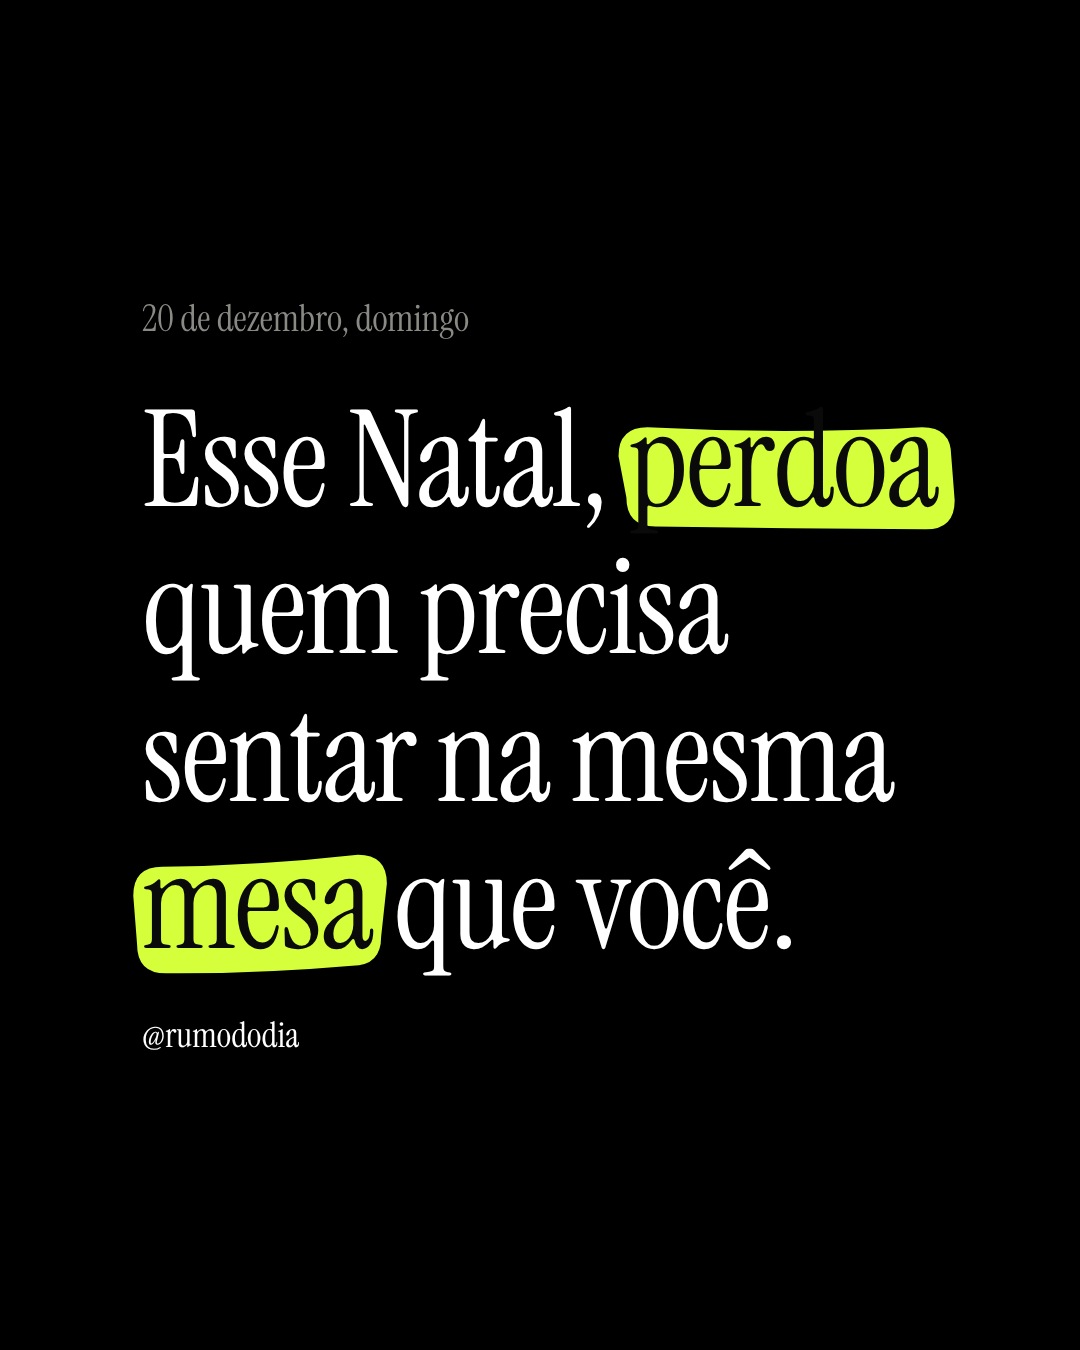 20 de dezembro, domingo
Esse Natal, perdoa
quem precisa
sentar na mesma
mesa que você.
@rumododia